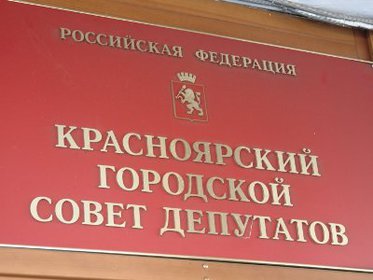 РОССИЙСКАЯ ФЕДЕРАЦИЯ
КРАСНОЯРСКИЙ
ГОРОДСКОЙ
СОВЕТ ДЕПУТАТОВ